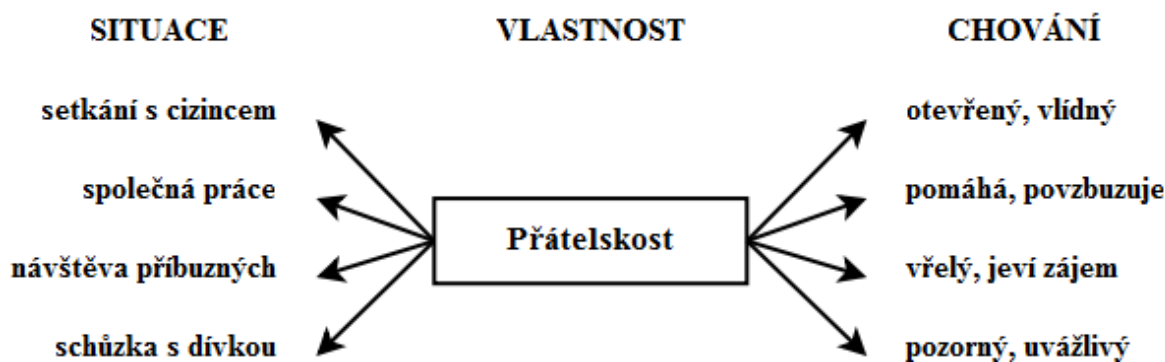 SITUACE VLASTNOST CHOVÁNÍ
setkání s cizincem otevřený, vlídný
společná práce pomáhá, povzbuzuje
Přátelskost
návštěva příbuzných vřelý, jeví zájem
schůzka s dívkou pozorný, uvážlivý